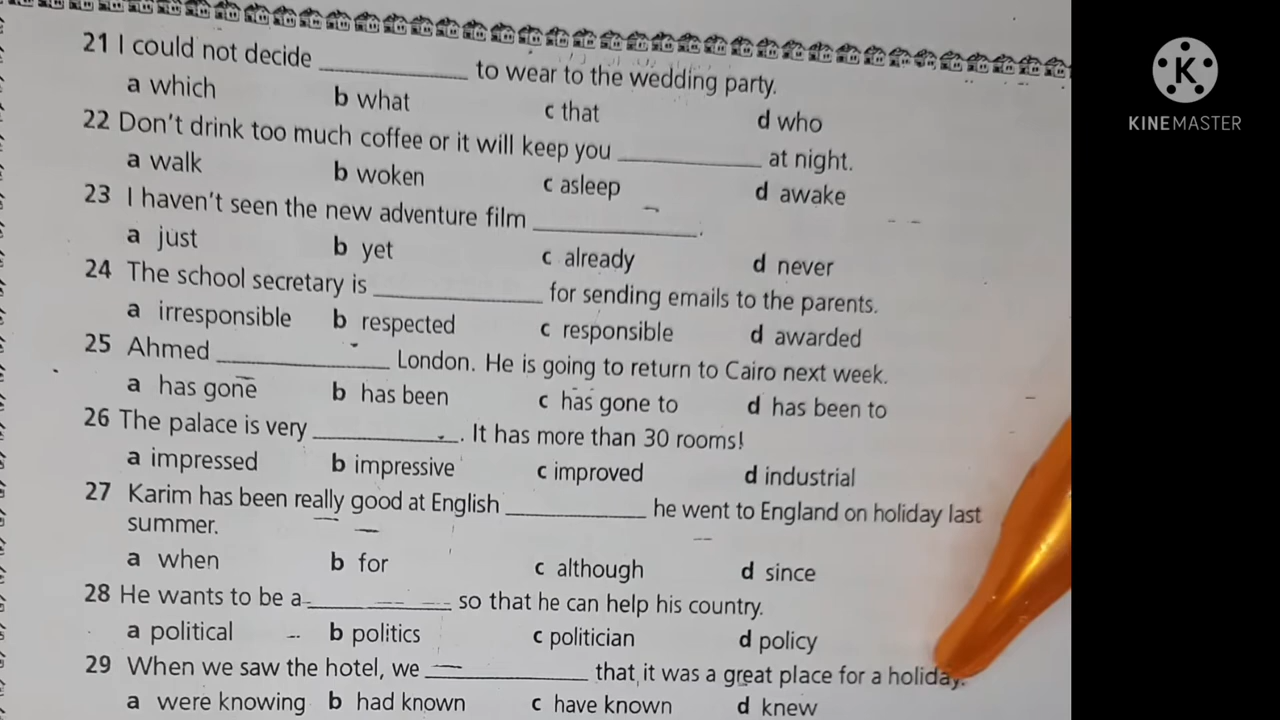 21 I could not decide ____________ to wear to the wedding party.
a which b what c that d who
22 Don't drink too much coffee or it will keep you ____________ at night.
a walk b woken c asleep d awake
23 I haven't seen the new adventure film ____________.
a just b yet c already d never
24 The school secretary is ____________ for sending emails to the parents.
a irresponsible b respected c responsible d awarded
25 Ahmed ____________ London. He is going to return to Cairo next week.
a has gone b has been c has gone to d has been to
26 The palace is very ____________. It has more than 30 rooms!
a impressed b impressive c improved d industrial
27 Karim has been really good at English ____________ he went to England on holiday last
summer.
a when b for c although d since
28 He wants to be a ____________ so that he can help his country.
a political b politics c politician d policy
29 When we saw the hotel, we ____________ that it was a great place for a holiday.
a were knowing b had known c have known d knew
K
KINEMASTER